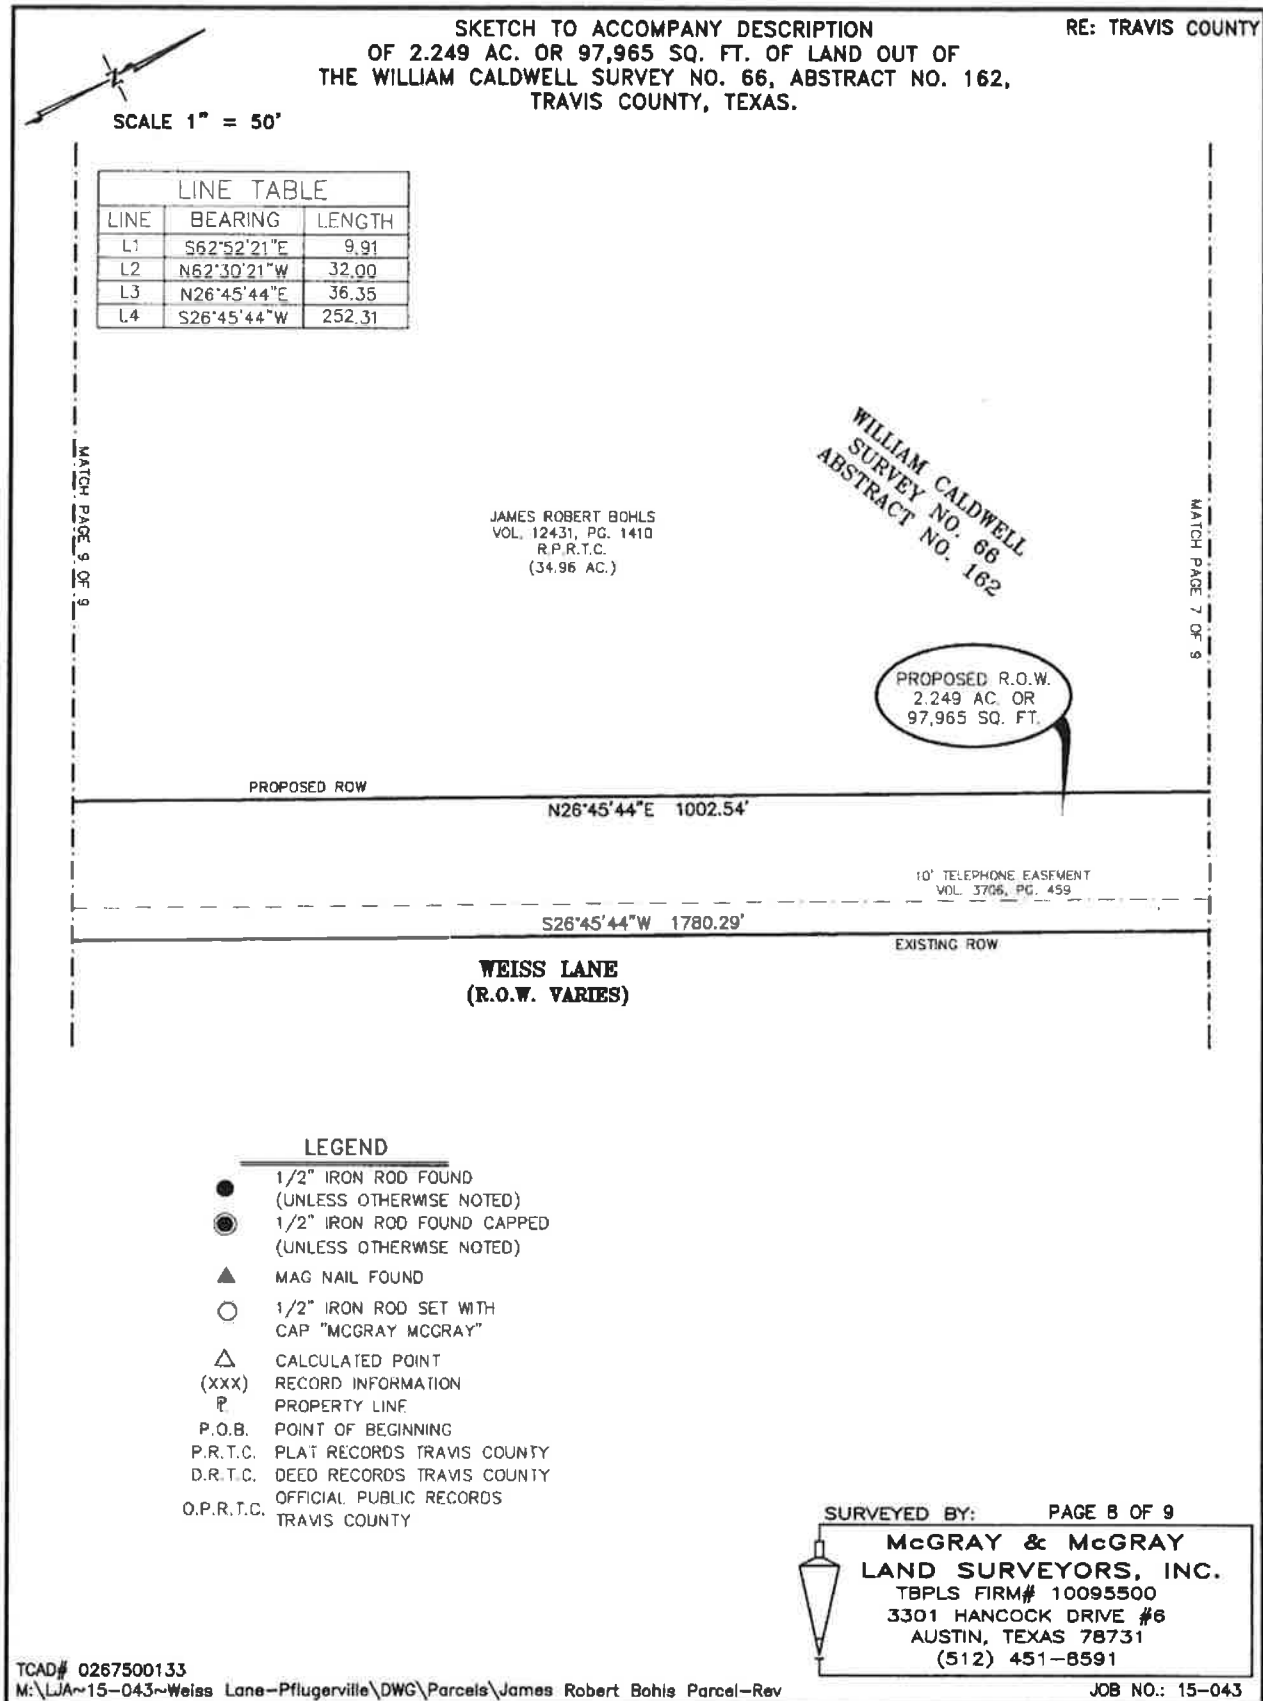 SKETCH TO ACCOMPANY DESCRIPTION
OF 2.249 AC. OR 97,965 SQ. FT. OF LAND OUT OF
THE WILLIAM CALDWELL SURVEY NO. 66, ABSTRACT NO. 162,
TRAVIS COUNTY, TEXAS.
RE: TRAVIS COUNTY
SCALE 1" = 50'
LINE TABLE
LINE BEARING LENGTH
L1 S62°52'21"E 9.91
L2 N62°30'21"W 32.00
L3 N26°45'44"E 36.35
L4 S26°45'44"W 252.31
MATCH PAGE 9 OF 9
JAMES ROBERT BOHLS
VOL. 12431, PG. 1410
R.P.R.T.C.
(34.96 AC.)
WILLIAM CALDWELL
SURVEY NO. 66
ABSTRACT NO. 162
MATCH PAGE 7 OF 9
PROPOSED R.O.W.
2.249 AC. OR
97,965 SQ. FT.
PROPOSED ROW
N26°45'44"E 1002.54'
10' TELEPHONE EASEMENT
VOL. 3706, PG. 459
S26°45'44"W 1780.29'
EXISTING ROW
WEISS LANE
(R.O.W. VARIES)
LEGEND
1/2" IRON ROD FOUND
(UNLESS OTHERWISE NOTED)
1/2" IRON ROD FOUND CAPPED
(UNLESS OTHERWISE NOTED)
MAG NAIL FOUND
1/2" IRON ROD SET WITH
CAP "MCGRAY MCGRAY"
CALCULATED POINT
(XXX) RECORD INFORMATION
PROPERTY LINE
P.O.B. POINT OF BEGINNING
P.R.T.C. PLAT RECORDS TRAVIS COUNTY
D.R.T.C. DEED RECORDS TRAVIS COUNTY
O.P.R.T.C. OFFICIAL PUBLIC RECORDS
TRAVIS COUNTY
SURVEYED BY: PAGE 8 OF 9
McGRAY & McGRAY
LAND SURVEYORS, INC.
TBPLS FIRM# 10095500
3301 HANCOCK DRIVE #6
AUSTIN, TEXAS 78731
(512) 451-8591
TCAD# 0267500133
M:\LJA~15-043~Weiss Lane-Pflugerville\DWG\Parcels\James Robert Bohls Parcel-Rev
JOB NO.: 15-043